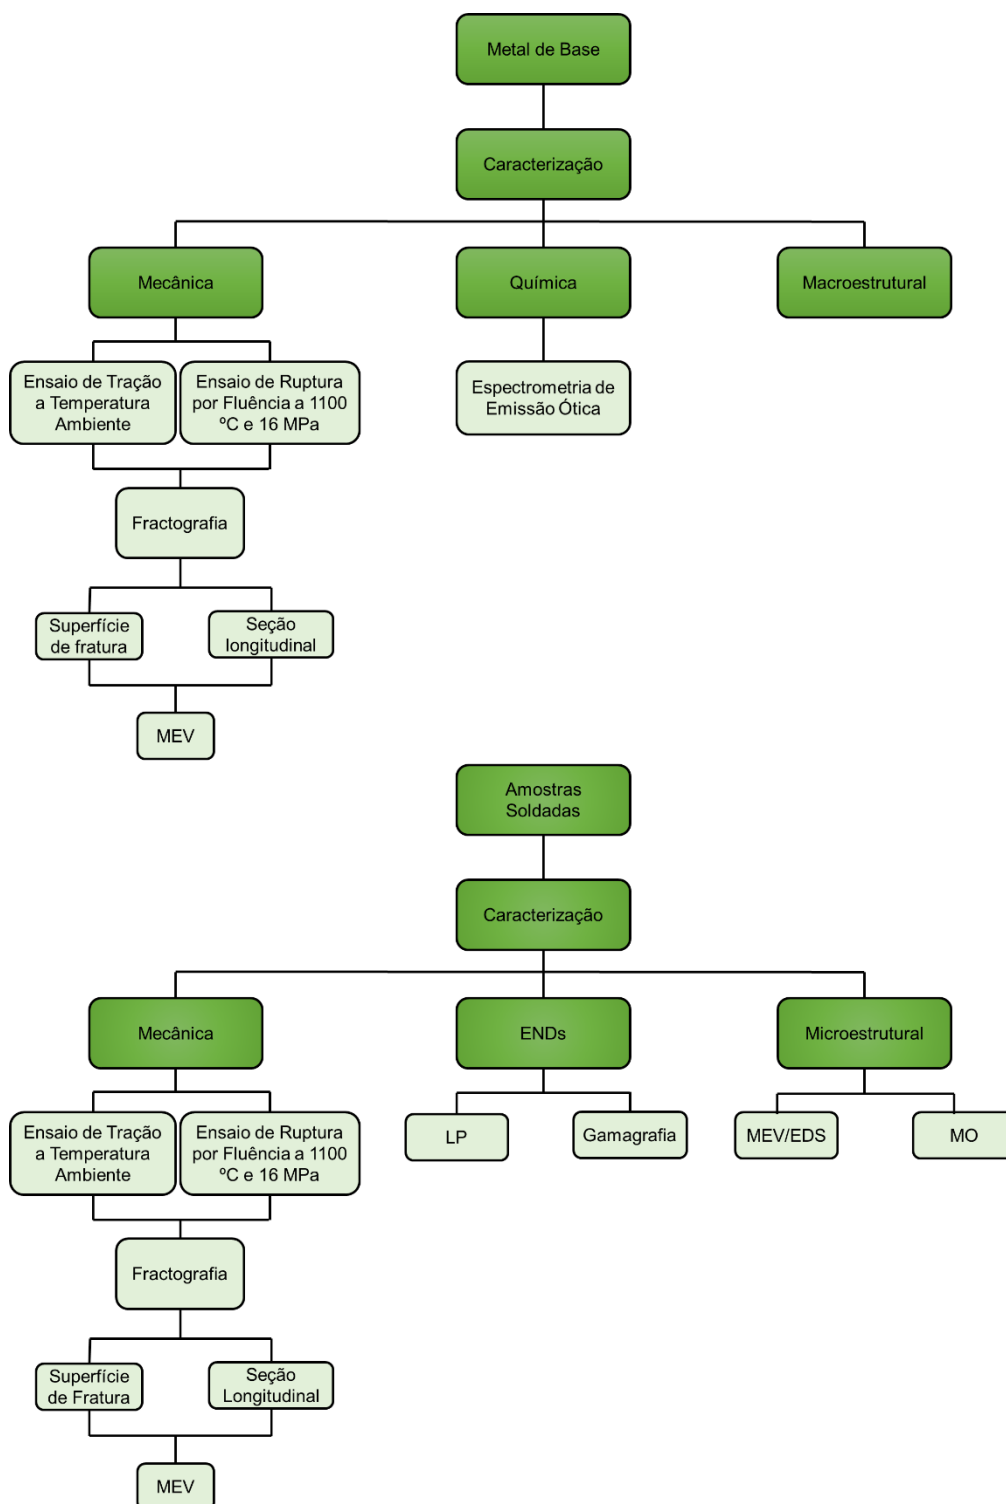 Metal de Base
Caracterização
Mecânica
Química
Macroestrutural
Ensaio de Tração
a Temperatura
Ambiente
Ensaio de Ruptura
por Fluência a 1100
ºC e 16 MPa
Espectrometria de
Emissão Ótica
Fractografia
Superfície
de fratura
Seção
longitudinal
MEV
Amostras
Soldadas
Caracterização
Mecânica
ENDs
Microestrutural
Ensaio de Tração
a Temperatura
Ambiente
Ensaio de Ruptura
por Fluência a 1100
ºC e 16 MPa
LP
Gamagrafia
MEV/EDS
MO
Fractografia
Superfície
de Fratura
Seção
Longitudinal
MEV